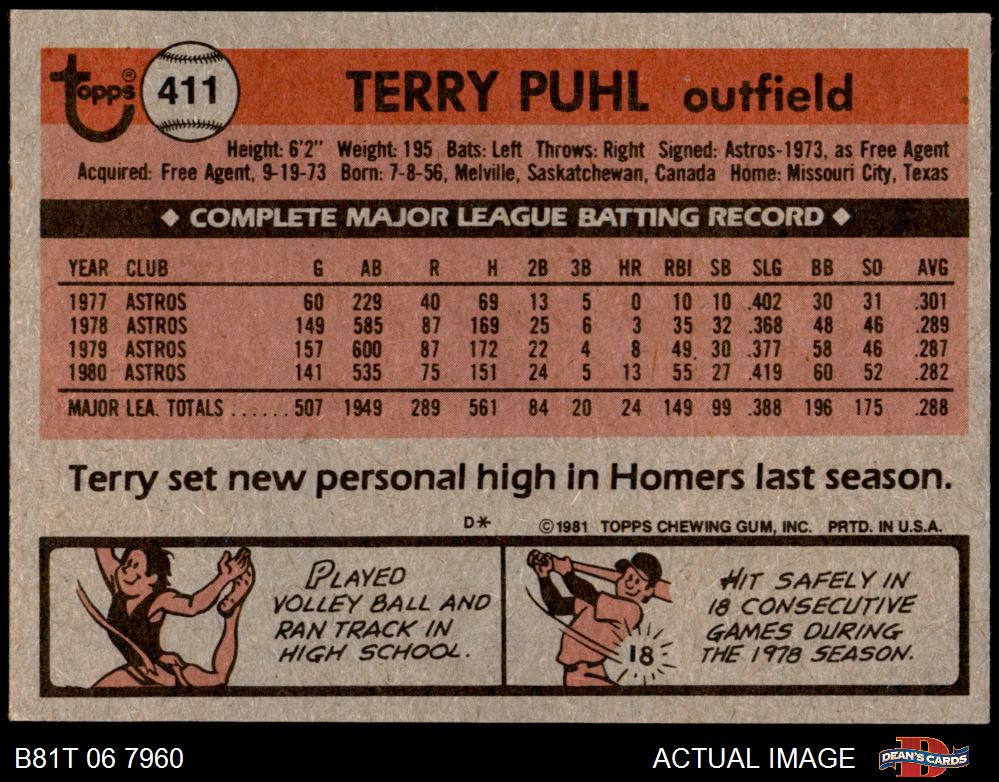 Topps® 411 TERRY PUHL outfield
Height: 6'2" Weight: 195 Bats: Left Throws: Right Signed: Astros-1973, as Free Agent
Acquired: Free Agent, 9-19-73 Born: 7-8-56, Melville, Saskatchewan, Canada Home: Missouri City, Texas
◆ COMPLETE MAJOR LEAGUE BATTING RECORD ◆
YEAR CLUB G AB R H 2B 3B HR RBI SB SLG BB SO AVG
1977 ASTROS 60 229 40 69 13 5 0 10 10 .402 30 31 .301
1978 ASTROS 149 585 87 169 25 6 3 35 32 .368 48 46 .289
1979 ASTROS 157 600 87 172 22 4 8 49 30 .377 58 46 .287
1980 ASTROS 141 535 75 151 24 5 13 55 27 .419 60 52 .282
MAJOR LEA. TOTALS ...... 507 1949 289 561 84 20 24 149 99 .388 196 175 .288
Terry set new personal high in Homers last season.
D* ©1981 TOPPS CHEWING GUM, INC. PRTD. IN U.S.A.
PLAYED
VOLLEY BALL AND
RAN TRACK IN
HIGH SCHOOL.
18
HIT SAFELY IN
18 CONSECUTIVE
GAMES DURING
THE 1978 SEASON.
B81T 06 7960 ACTUAL IMAGE DEAN'S CARDS